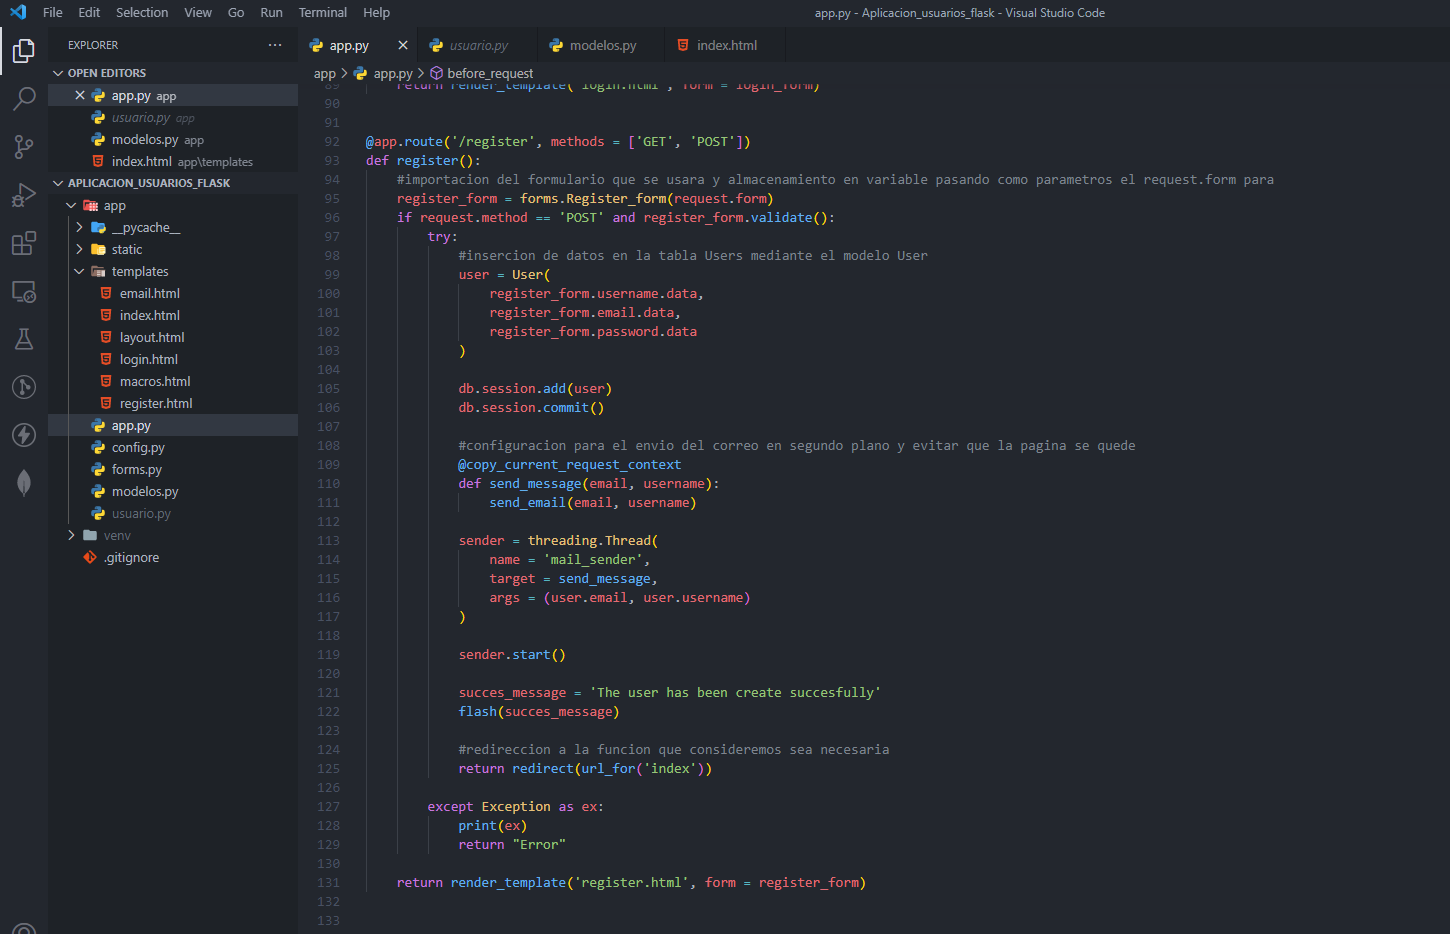 File Edit Selection View Go Run Terminal Help
app.py - Aplicacion_usuarios_flask - Visual Studio Code
EXPLORER ...
OPEN EDITORS
app.py app
usuario.py app
modelos.py app
index.html app\templates
APLICACION_USUARIOS_FLASK
app
__pycache__
static
templates
email.html
index.html
layout.html
login.html
macros.html
register.html
app.py
config.py
forms.py
modelos.py
usuario.py
venv
.gitignore
app.py usuario.py modelos.py index.html
app > app.py > before_request
89 return render_template('login.html', form = login_form)
90
91
92 @app.route('/register', methods = ['GET', 'POST'])
93 def register():
94 #importacion del formulario que se usara y almacenamiento en variable pasando como parametros el request.form para
95 register_form = forms.Register_form(request.form)
96 if request.method == 'POST' and register_form.validate():
97 try:
98 #insercion de datos en la tabla Users mediante el modelo User
99 user = User(
100 register_form.username.data,
101 register_form.email.data,
102 register_form.password.data
103 )
104
105 db.session.add(user)
106 db.session.commit()
107
108 #configuracion para el envio del correo en segundo plano y evitar que la pagina se quede
109 @copy_current_request_context
110 def send_message(email, username):
111 send_email(email, username)
112
113 sender = threading.Thread(
114 name = 'mail_sender',
115 target = send_message,
116 args = (user.email, user.username)
117 )
118
119 sender.start()
120
121 succes_message = 'The user has been create succesfully'
122 flash(succes_message)
123
124 #redireccion a la funcion que consideremos sea necesaria
125 return redirect(url_for('index'))
126
127 except Exception as ex:
128 print(ex)
129 return "Error"
130
131 return render_template('register.html', form = register_form)
132
133